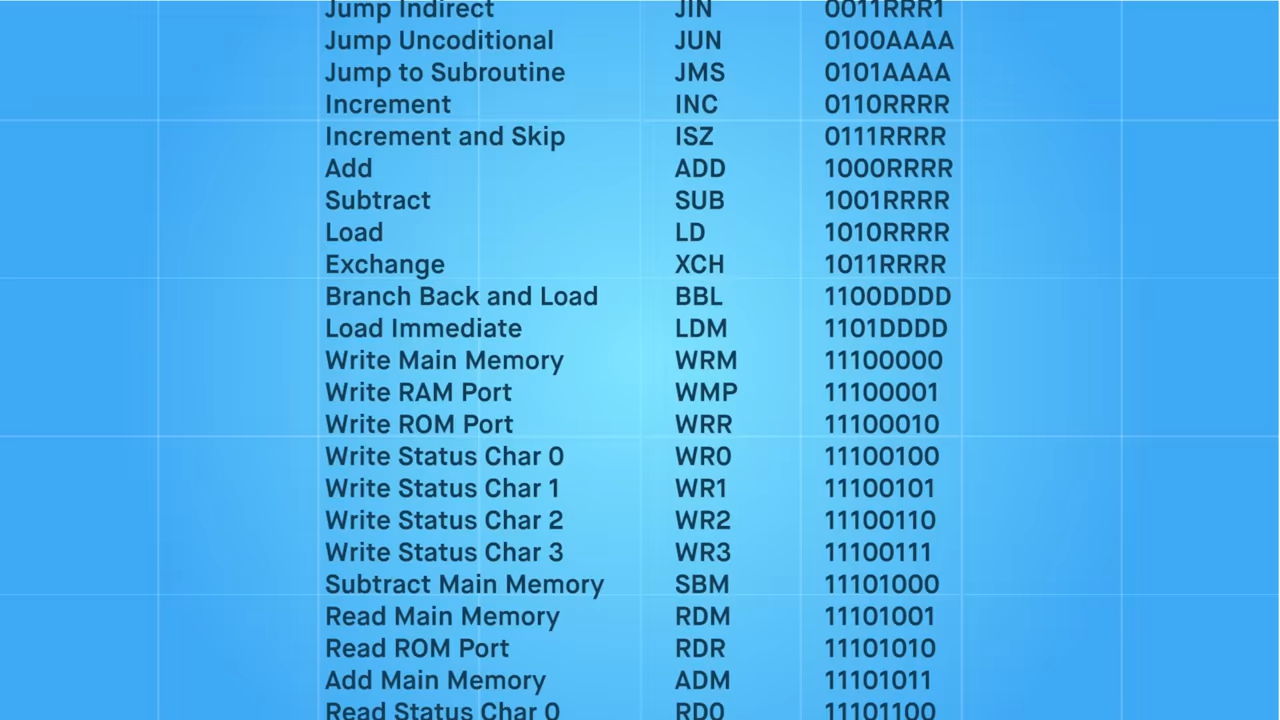 Jump Indirect JIN 0011RRR1
Jump Uncoditional JUN 0100AAAA
Jump to Subroutine JMS 0101AAAA
Increment INC 0110RRRR
Increment and Skip ISZ 0111RRRR
Add ADD 1000RRRR
Subtract SUB 1001RRRR
Load LD 1010RRRR
Exchange XCH 1011RRRR
Branch Back and Load BBL 1100DDDD
Load Immediate LDM 1101DDDD
Write Main Memory WRM 11100000
Write RAM Port WMP 11100001
Write ROM Port WRR 11100010
Write Status Char 0 WR0 11100100
Write Status Char 1 WR1 11100101
Write Status Char 2 WR2 11100110
Write Status Char 3 WR3 11100111
Subtract Main Memory SBM 11101000
Read Main Memory RDM 11101001
Read ROM Port RDR 11101010
Add Main Memory ADM 11101011
Read Status Char 0 RD0 11101100